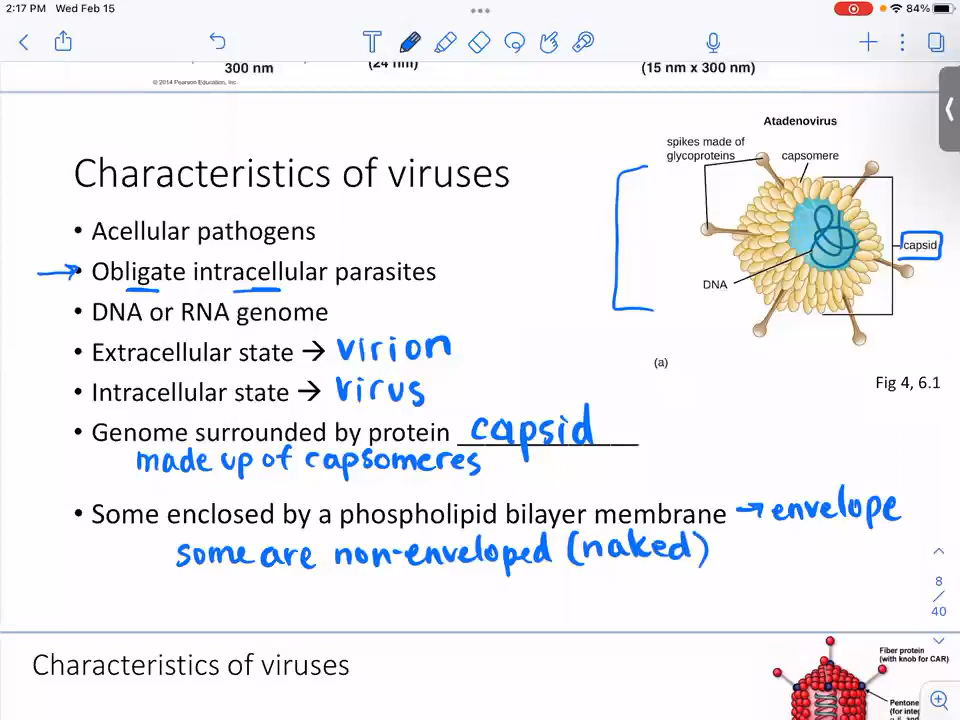 2:17 PM Wed Feb 15
84%
300 nm
(24 nm)
(15 nm x 300 nm)
© 2014 Pearson Education, Inc.
Atadenovirus
spikes made of
glycoproteins
capsomere
capsid
DNA
(a)
Fig 4, 6.1
Characteristics of viruses
• Acellular pathogens
• Obligate intracellular parasites
• DNA or RNA genome
• Extracellular state → virion
• Intracellular state → virus
• Genome surrounded by protein capsid
made up of capsomeres
• Some enclosed by a phospholipid bilayer membrane → envelope
some are non-enveloped (naked)
8
/
40
Characteristics of viruses
Fiber protein
(with knob for CAR)
Penton
(for integ